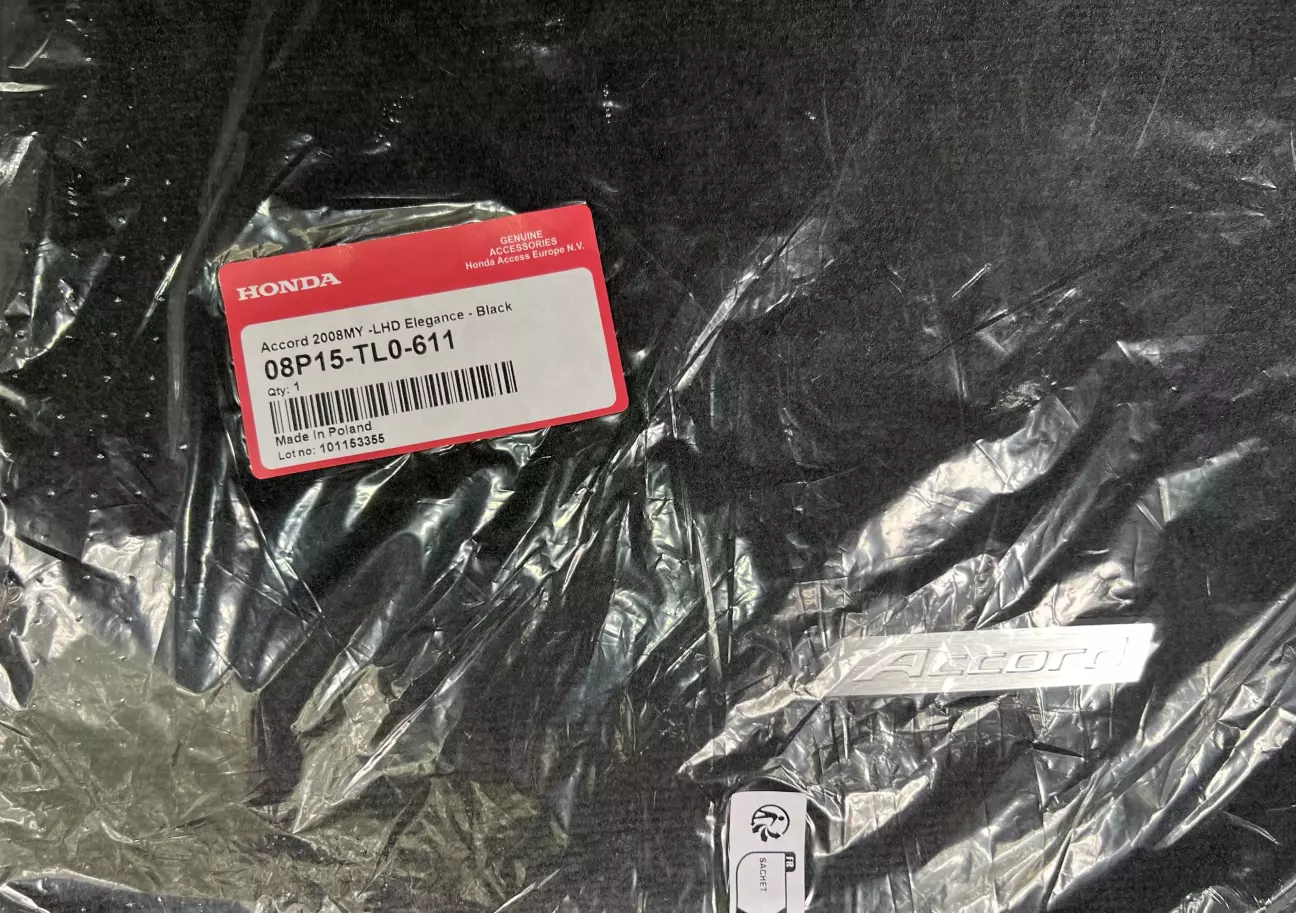 GENUINE
ACCESSORIES
Honda Access Europe N.V.
HONDA
Accord 2008MY -LHD Elegance - Black
08P15-TL0-611
Qty: 1
Made In Poland
Lot no: 101153355
Accord
FR
SACHET